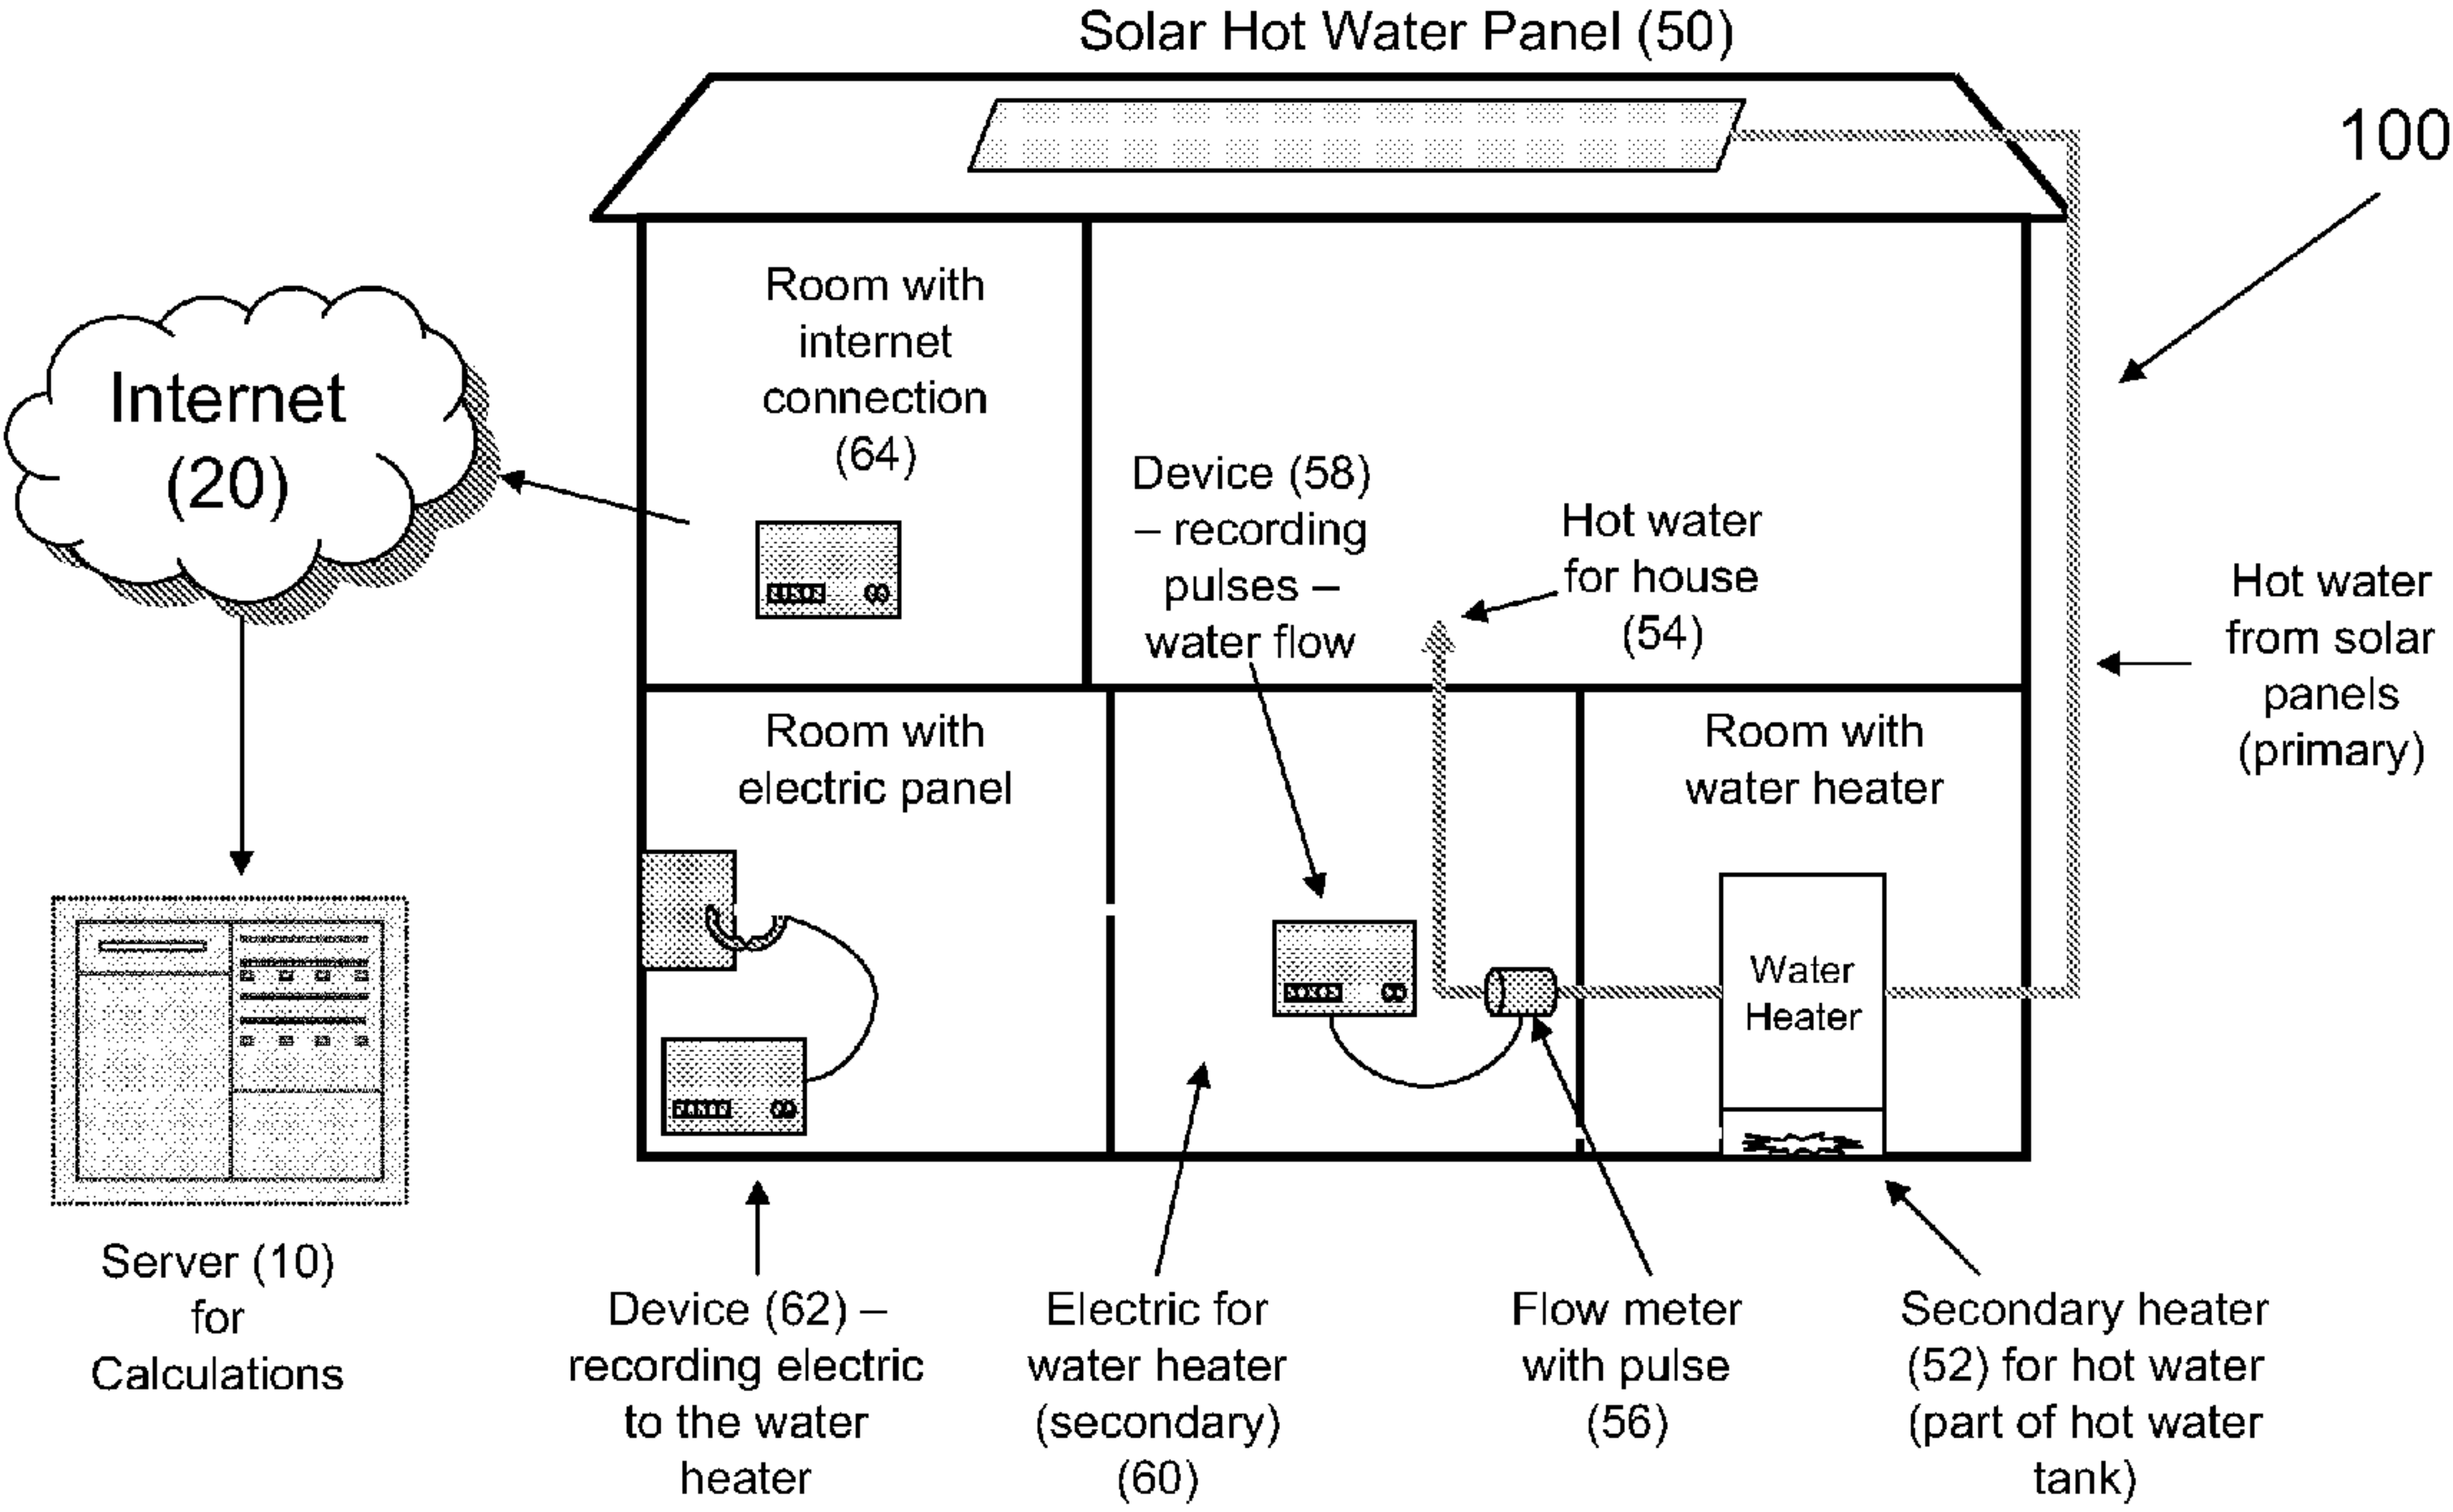 Solar Hot Water Panel (50)
100
Room with
internet
connection
(64)
Internet
(20)
Device (58)
– recording
pulses –
water flow
Hot water
for house
(54)
Hot water
from solar
panels
(primary)
Room with
electric panel
Room with
water heater
Water
Heater
Server (10)
for
Calculations
Device (62) –
recording electric
to the water
heater
Electric for
water heater
(secondary)
(60)
Flow meter
with pulse
(56)
Secondary heater
(52) for hot water
(part of hot water
tank)